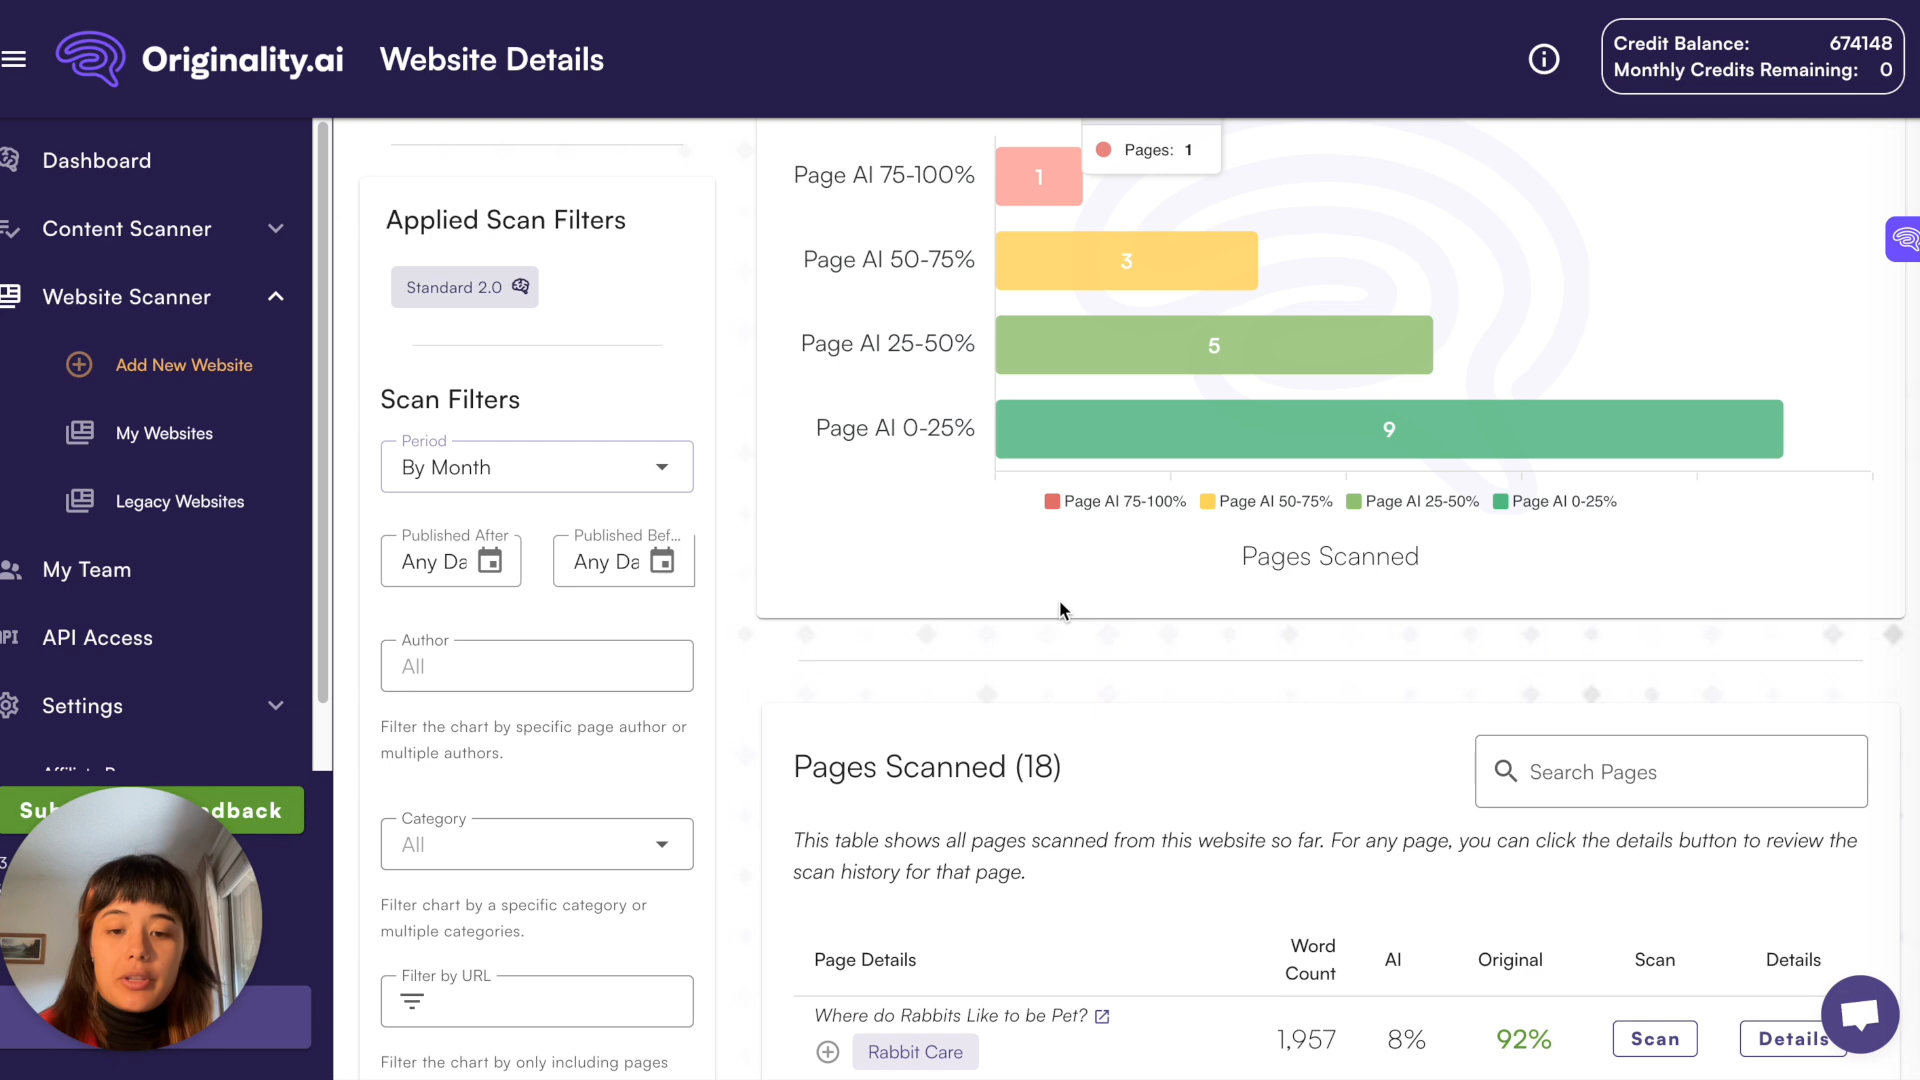 Originality.ai
Website Details
Credit Balance: 674148
Monthly Credits Remaining: 0
Dashboard
Content Scanner
Website Scanner
Add New Website
My Websites
Legacy Websites
My Team
API Access
Settings
Applied Scan Filters
Standard 2.0
Scan Filters
Period
By Month
Published After
Any Da
Published Bef...
Any Da
Author
All
Filter the chart by specific page author or
multiple authors.
Category
All
Filter chart by a specific category or
multiple categories.
Filter by URL
Filter the chart by only including pages
Pages: 1
Page AI 75-100%
1
Page AI 50-75%
3
Page AI 25-50%
5
Page AI 0-25%
9
Page AI 75-100% Page AI 50-75% Page AI 25-50% Page AI 0-25%
Pages Scanned
Pages Scanned (18)
Search Pages
This table shows all pages scanned from this website so far. For any page, you can click the details button to review the
scan history for that page.
Page Details
Word
Count
AI
Original
Scan
Details
Where do Rabbits Like to be Pet?
Rabbit Care
1,957
8%
92%
Scan
Details